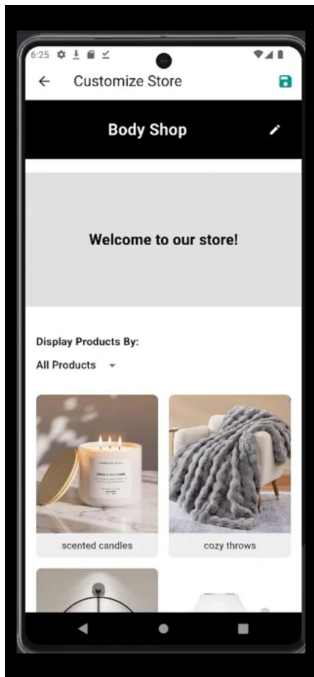 6:25
Customize Store
Body Shop
Welcome to our store!
Display Products By:
All Products
scented candles
cozy throws